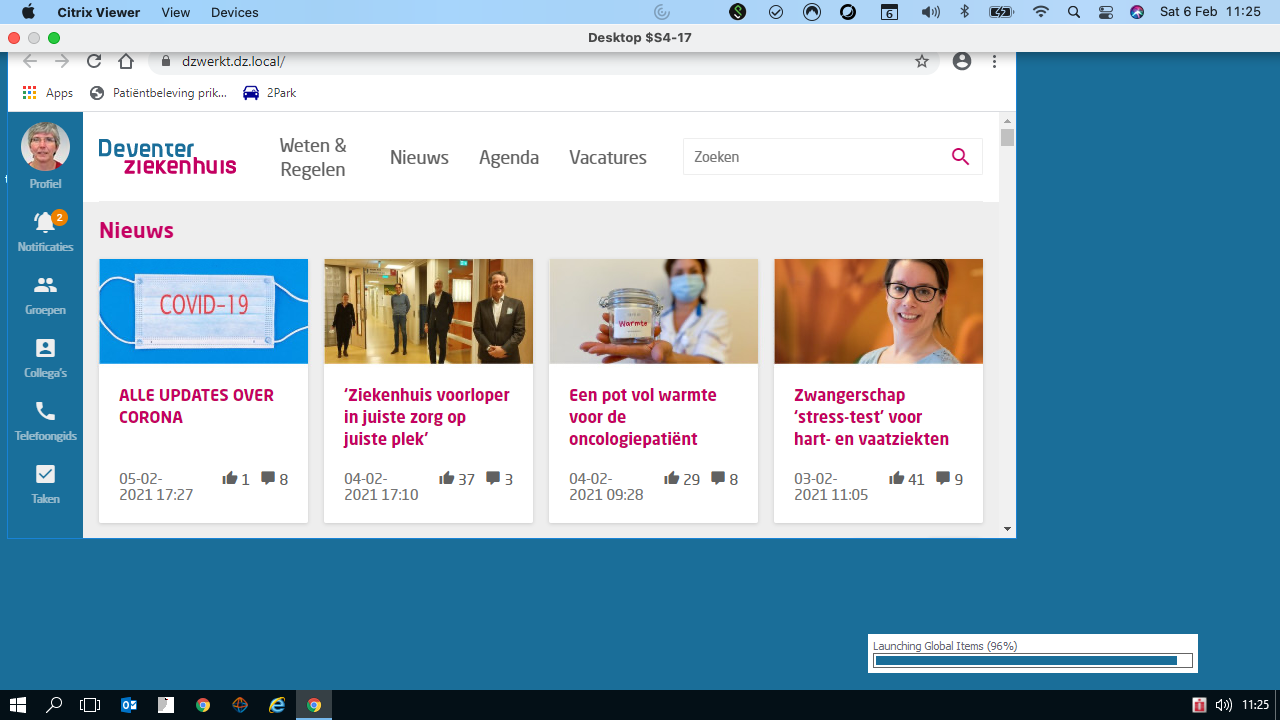 Citrix Viewer View Devices
6
Sat 6 Feb 11:25
Desktop $S4-17
dzwerkt.dz.local/
Apps Patiëntbeleving prik... 2Park
Deventer
ziekenhuis
Weten &
Regelen
Nieuws Agenda Vacatures
Zoeken
Profiel
2
Notificaties
Groepen
Collega's
Telefoongids
Taken
Nieuws
COVID-19
ALLE UPDATES OVER
CORONA
05-02-
2021 17:27
1 8
‘Ziekenhuis voorloper
in juiste zorg op
juiste plek’
04-02-
2021 17:10
37 3
Warmte
Een pot vol warmte
voor de
oncologiepatiënt
04-02-
2021 09:28
29 8
Zwangerschap
‘stress-test’ voor
hart- en vaatziekten
03-02-
2021 11:05
41 9
Launching Global Items (96%)
11:25